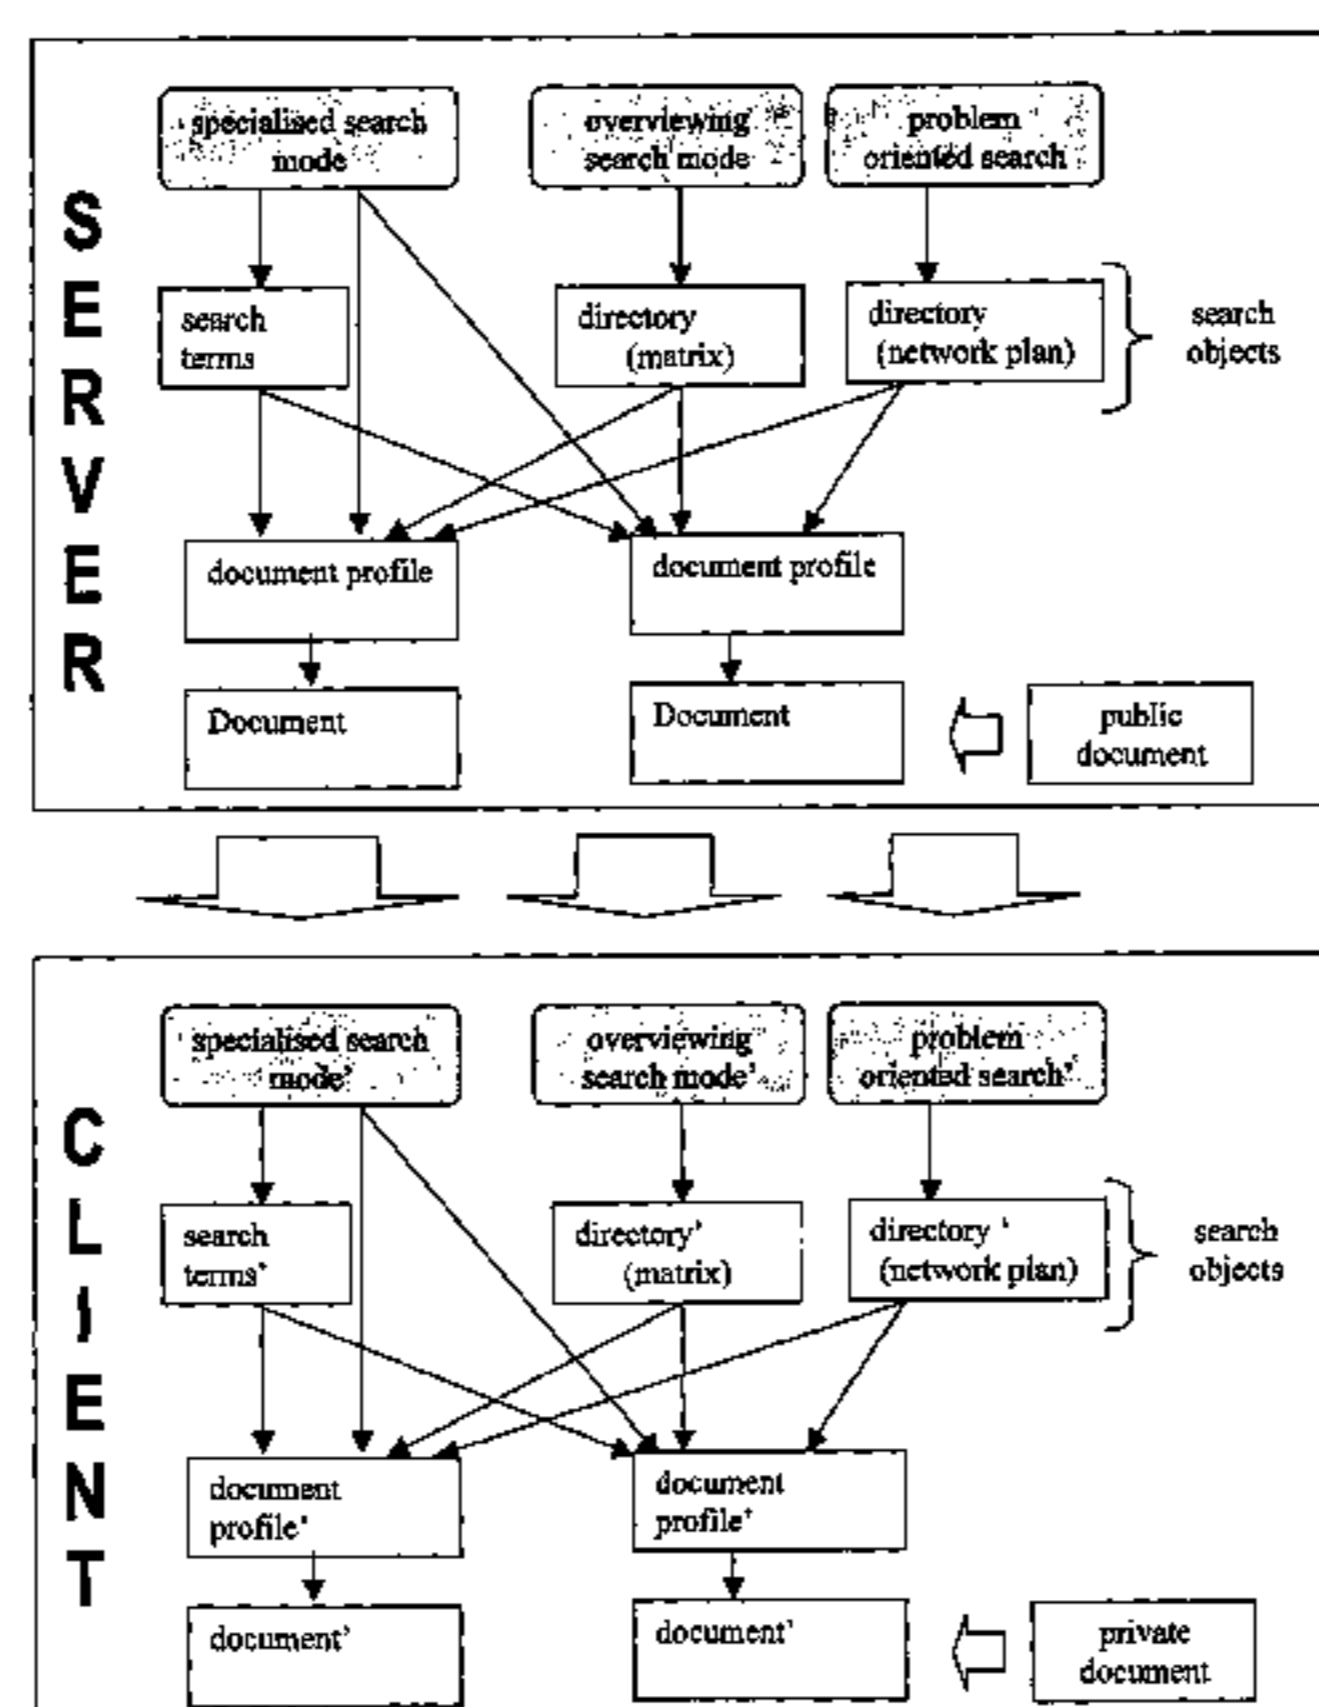 SERVER
specialised search
mode
overviewing
search mode
problem
oriented search
search
terms
directory
(matrix)
directory
(network plan)
search
objects
document profile
document profile
Document
Document
public
document
CLIENT
specialised search
mode'
overviewing
search mode'
problem
oriented search'
search
terms'
directory'
(matrix)
directory '
(network plan)
search
objects
document
profile'
document
profile'
document'
document'
private
document